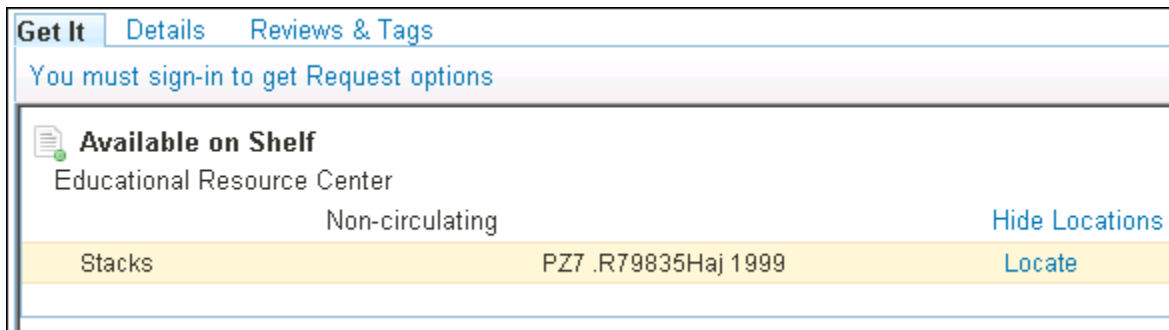 Get It Details Reviews & Tags
You must sign-in to get Request options
Available on Shelf
Educational Resource Center
Non-circulating Hide Locations
Stacks PZ7 .R79835Haj 1999 Locate